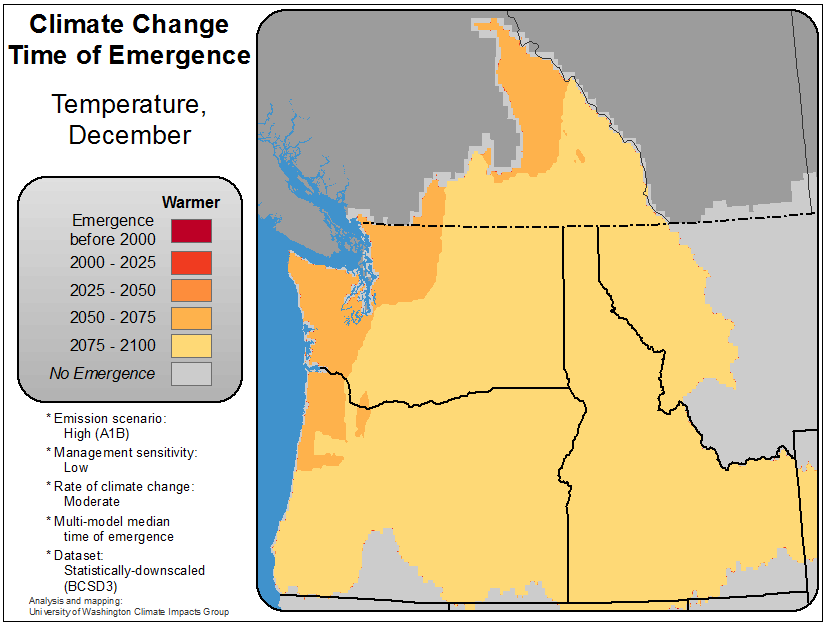 Climate Change
Time of Emergence
Temperature,
December
Warmer
Emergence
before 2000
2000 - 2025
2025 - 2050
2050 - 2075
2075 - 2100
No Emergence
* Emission scenario:
High (A1B)
* Management sensitivity:
Low
* Rate of climate change:
Moderate
* Multi-model median
time of emergence
* Dataset:
Statistically-downscaled
(BCSD3)
Analysis and mapping:
University of Washington Climate Impacts Group